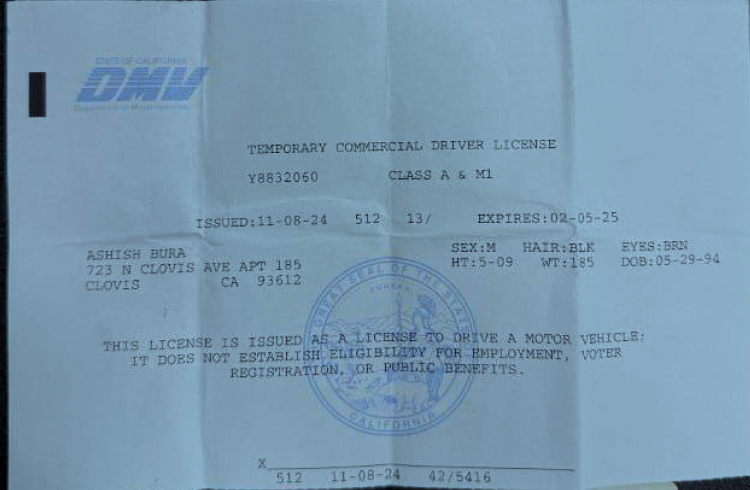 STATE OF CALIFORNIA
DMV
Department of Motor Vehicles
TEMPORARY COMMERCIAL DRIVER LICENSE
Y8832060 CLASS A & M1
ISSUED:11-08-24 512 13/ EXPIRES:02-05-25
ASHISH BURA SEX:M HAIR:BLK EYES:BRN
723 N CLOVIS AVE APT 185 HT:5-09 WT:185 DOB:05-29-94
CLOVIS CA 93612
GREAT SEAL OF THE STATE
EUREKA
THIS LICENSE IS ISSUED AS A LICENSE TO DRIVE A MOTOR VEHICLE;
IT DOES NOT ESTABLISH ELIGIBILITY FOR EMPLOYMENT, VOTER
REGISTRATION, OR PUBLIC BENEFITS.
CALIFORNIA
X
512 11-08-24 42/5416